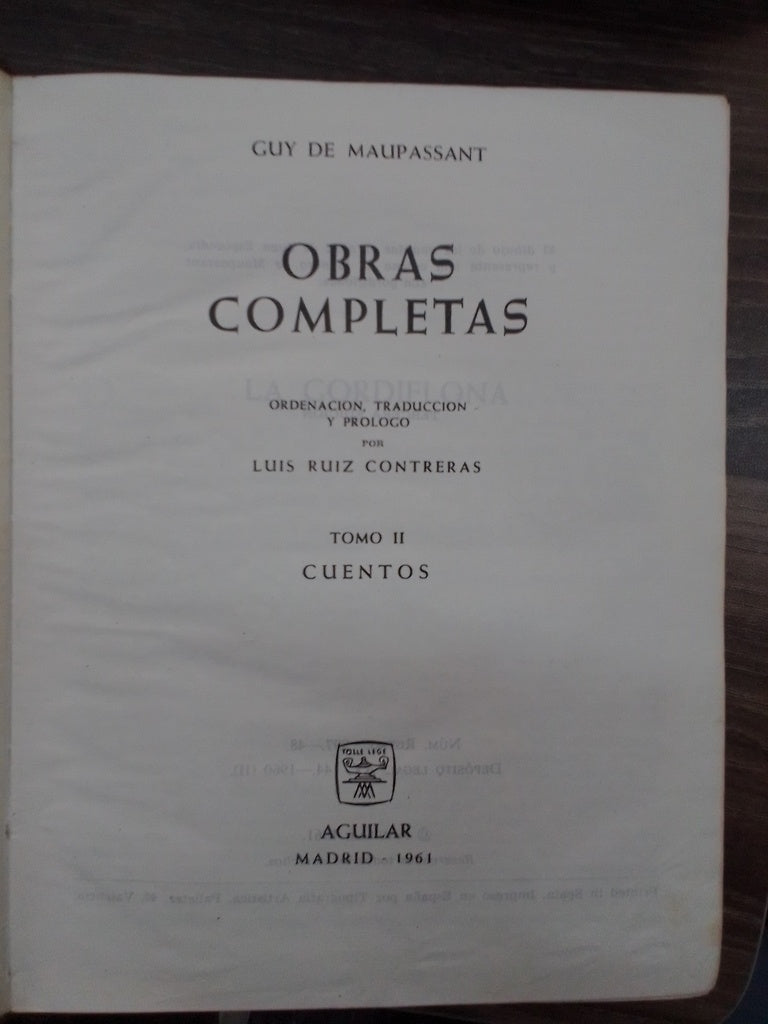 GUY DE MAUPASSANT
OBRAS
COMPLETAS
ORDENACION, TRADUCCION
Y PROLOGO
POR
LUIS RUIZ CONTRERAS
TOMO II
CUENTOS
TOLLE LEGE
AGUILAR
MADRID - 1961